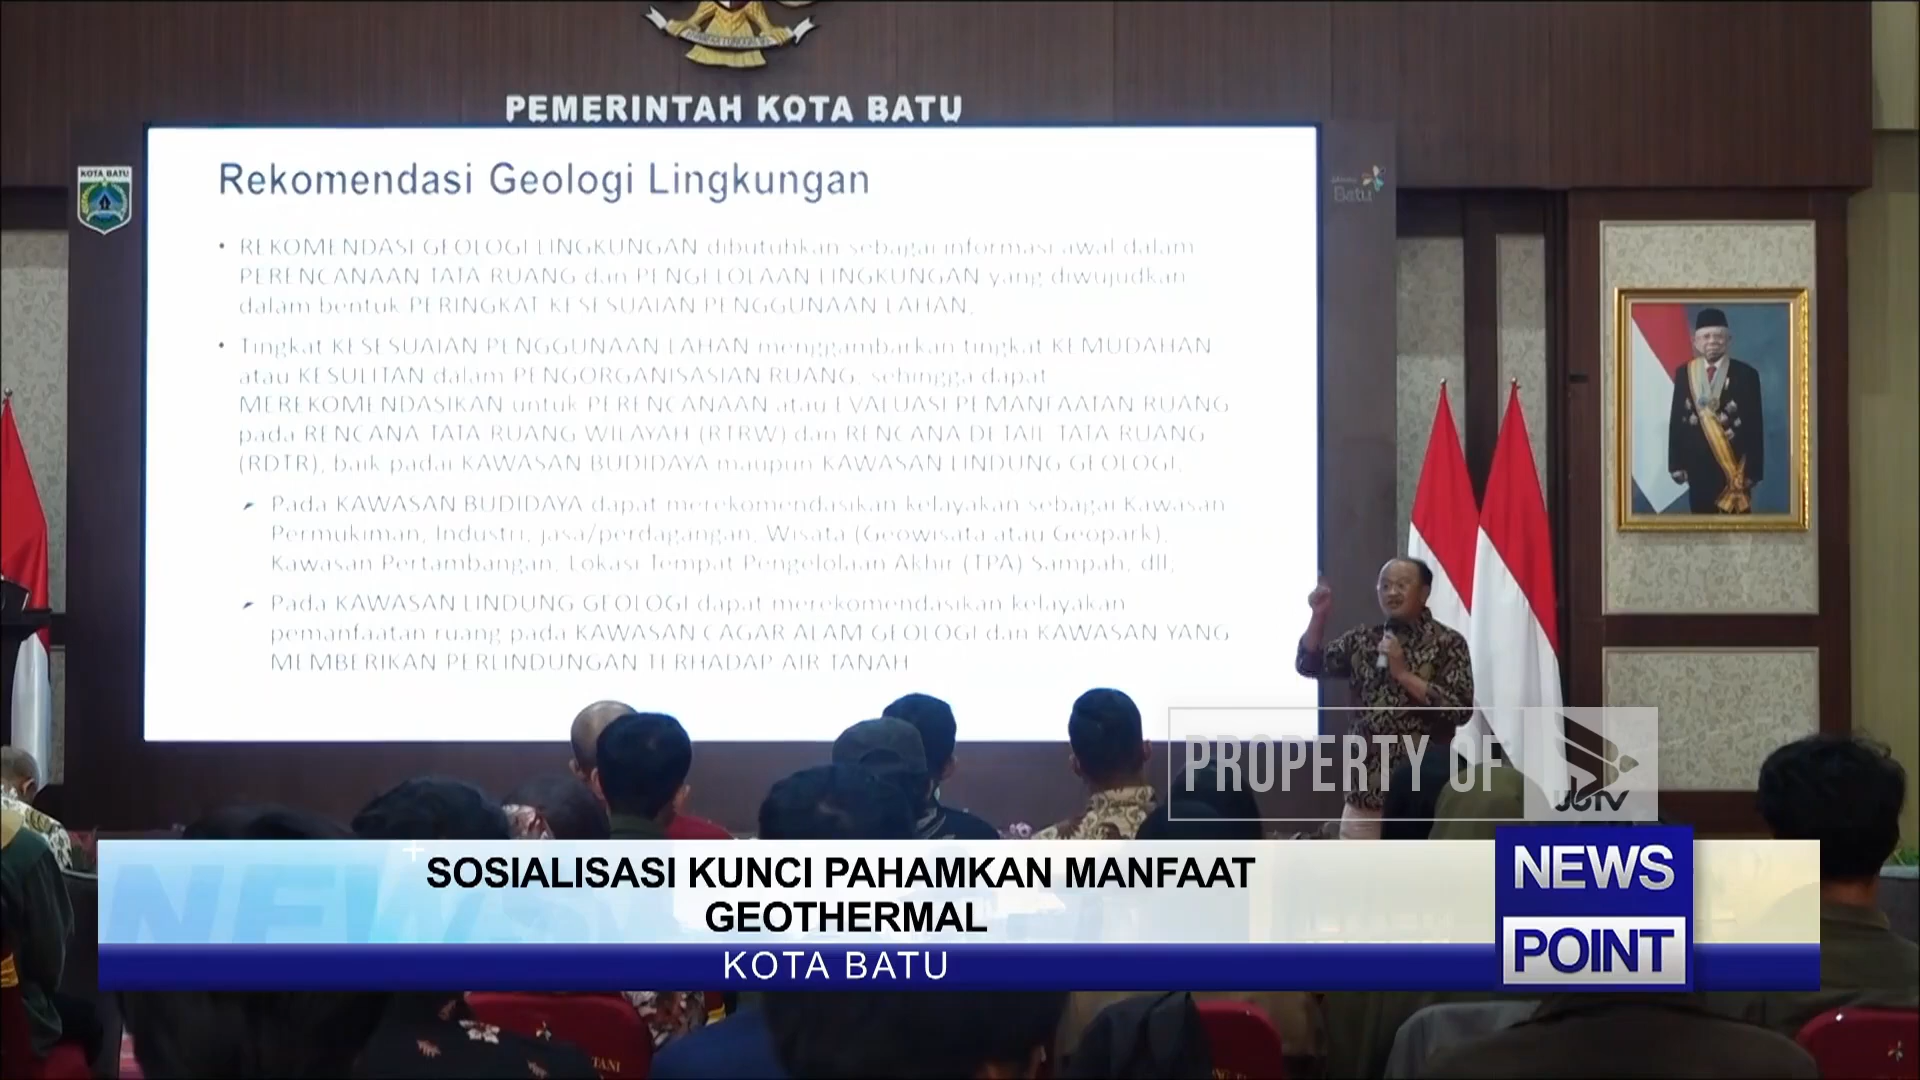 PEMERINTAH KOTA BATU
KOTA BATU
Batu
Rekomendasi Geologi Lingkungan
• REKOMENDASI GEOLOGI LINGKUNGAN dibutuhkan sebagai informasi awal dalam
PERENCANAAN TATA RUANG dan PENGELOLAAN LINGKUNGAN yang diwujudkan
dalam bentuk PERINGKAT KESESUAIAN PENGGUNAAN LAHAN.
• Tingkat KESESUAIAN PENGGUNAAN LAHAN menggambarkan tingkat KEMUDAHAN
atau KESULITAN dalam PENGORGANISASIAN RUANG, sehingga dapat
MEREKOMENDASIKAN untuk PERENCANAAN atau EVALUASI PEMANFAATAN RUANG
pada RENCANA TATA RUANG WILAYAH (RTRW) dan RENCANA DETAIL TATA RUANG
(RDTR), baik padai KAWASAN BUDIDAYA maupun KAWASAN LINDUNG GEOLOGI.
Pada KAWASAN BUDIDAYA dapat merekomendasikan kelayakan sebagai Kawasan
Permukiman, Industri, jasa/perdagangan, Wisata (Geowisata atau Geopark),
Kawasan Pertambangan, Lokasi Tempat Pengelolaan Akhir (TPA) Sampah, dll;
Pada KAWASAN LINDUNG GEOLOGI dapat merekomendasikan kelayakan
pemanfaatan ruang pada KAWASAN CAGAR ALAM GEOLOGI dan KAWASAN YANG
MEMBERIKAN PERLINDUNGAN TERHADAP AIR TANAH
PROPERTY OF
JGTV
NEWS
SOSIALISASI KUNCI PAHAMKAN MANFAAT
GEOTHERMAL
KOTA BATU
NEWS
POINT